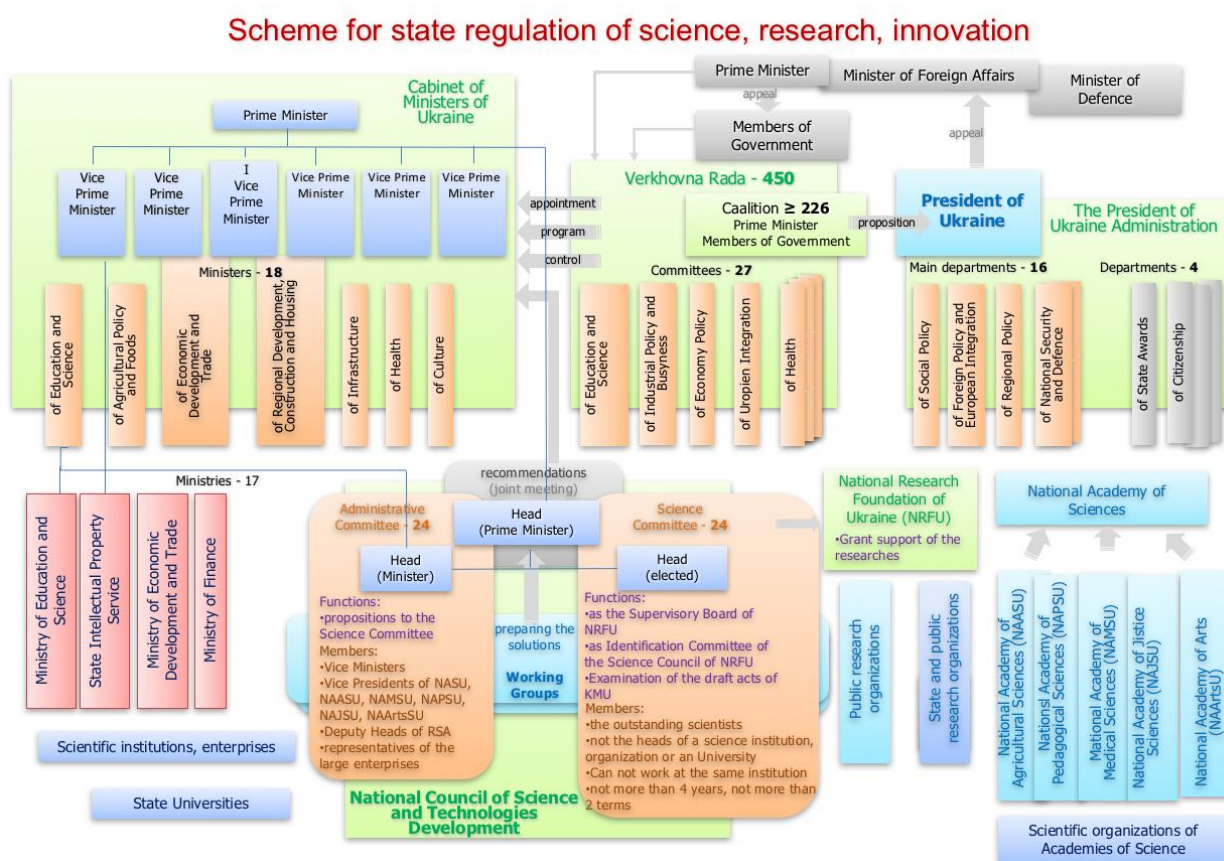 Scheme for state regulation of science, research, innovation
Cabinet of
Ministers of
Ukraine
Prime Minister
Vice
Prime
Minister
Vice
Prime
Minister
I
Vice
Prime
Minister
Vice Prime
Minister
Vice Prime
Minister
Vice Prime
Minister
Ministers - 18
of Education and
Science
of Agricultural Policy
and Foods
of Economic
Development and
Trade
of Regional Development,
Construction and Housing
of Infrastructure
of Health
of Culture
Prime Minister
Minister of Foreign Affairs
Minister of
Defence
appeal
Members of
Government
appeal
Verkhovna Rada - 450
Caalition ≥ 226
Prime Minister
Members of Government
proposition
President of
Ukraine
The President of
Ukraine Administration
appointment
program
control
Committees - 27
of Education and
Science
of Industrial Policy and
Busyness
of Economy Policy
of Uropien Integration
of Health
Main departments - 16
Departments - 4
of Social Policy
of Foreign Policy and
European Integration
of Regional Policy
of National Security
and Defence
of State Awards
of Citizenship
Ministries - 17
Ministry of Education and
Science
State Intellectual Property
Service
Ministry of Economic
Development and Trade
Ministry of Finance
Scientific institutions, enterprises
State Universities
recommendations
(joint meeting)
Administrative
Committee - 24
Head
(Prime Minister)
Science
Committee - 24
Head
(Minister)
Head
(elected)
Functions:
•propositions to the
Science Committee
Members:
•Vice Ministers
•Vice Presidents of NASU,
NAASU, NAMSU, NAPSU,
NAJSU, NAArtsSU
•Deputy Heads of RSA
•representatives of the
large enterprises
preparing the
solutions
Working
Groups
Functions:
•as the Supervisory Board of
NRFU
•as Identification Committee of
the Science Council of NRFU
•Examination of the draft acts of
KMU
Members:
•the outstanding scientists
•not the heads of a science institution,
organization or an University
•Can not work at the same institution
•not more than 4 years, not more than
2 terms
National Council of Science
and Technologies
Development
National Research
Foundation of
Ukraine (NRFU)
•Grant support of the
researches
Public research
organizations
State and public
research organizations
National Academy of
Sciences
National Academy of
Agricultural Sciences (NAASU)
Nationsl Academy of
Pedagogical Sciences (NAPSU)
Mational Academy of
Medical Sciences (NAMSU)
National Academy of Justice
Sciences (NAJSU)
National Academy of Arts
(NAArtsU)
Scientific organizations of
Academies of Science